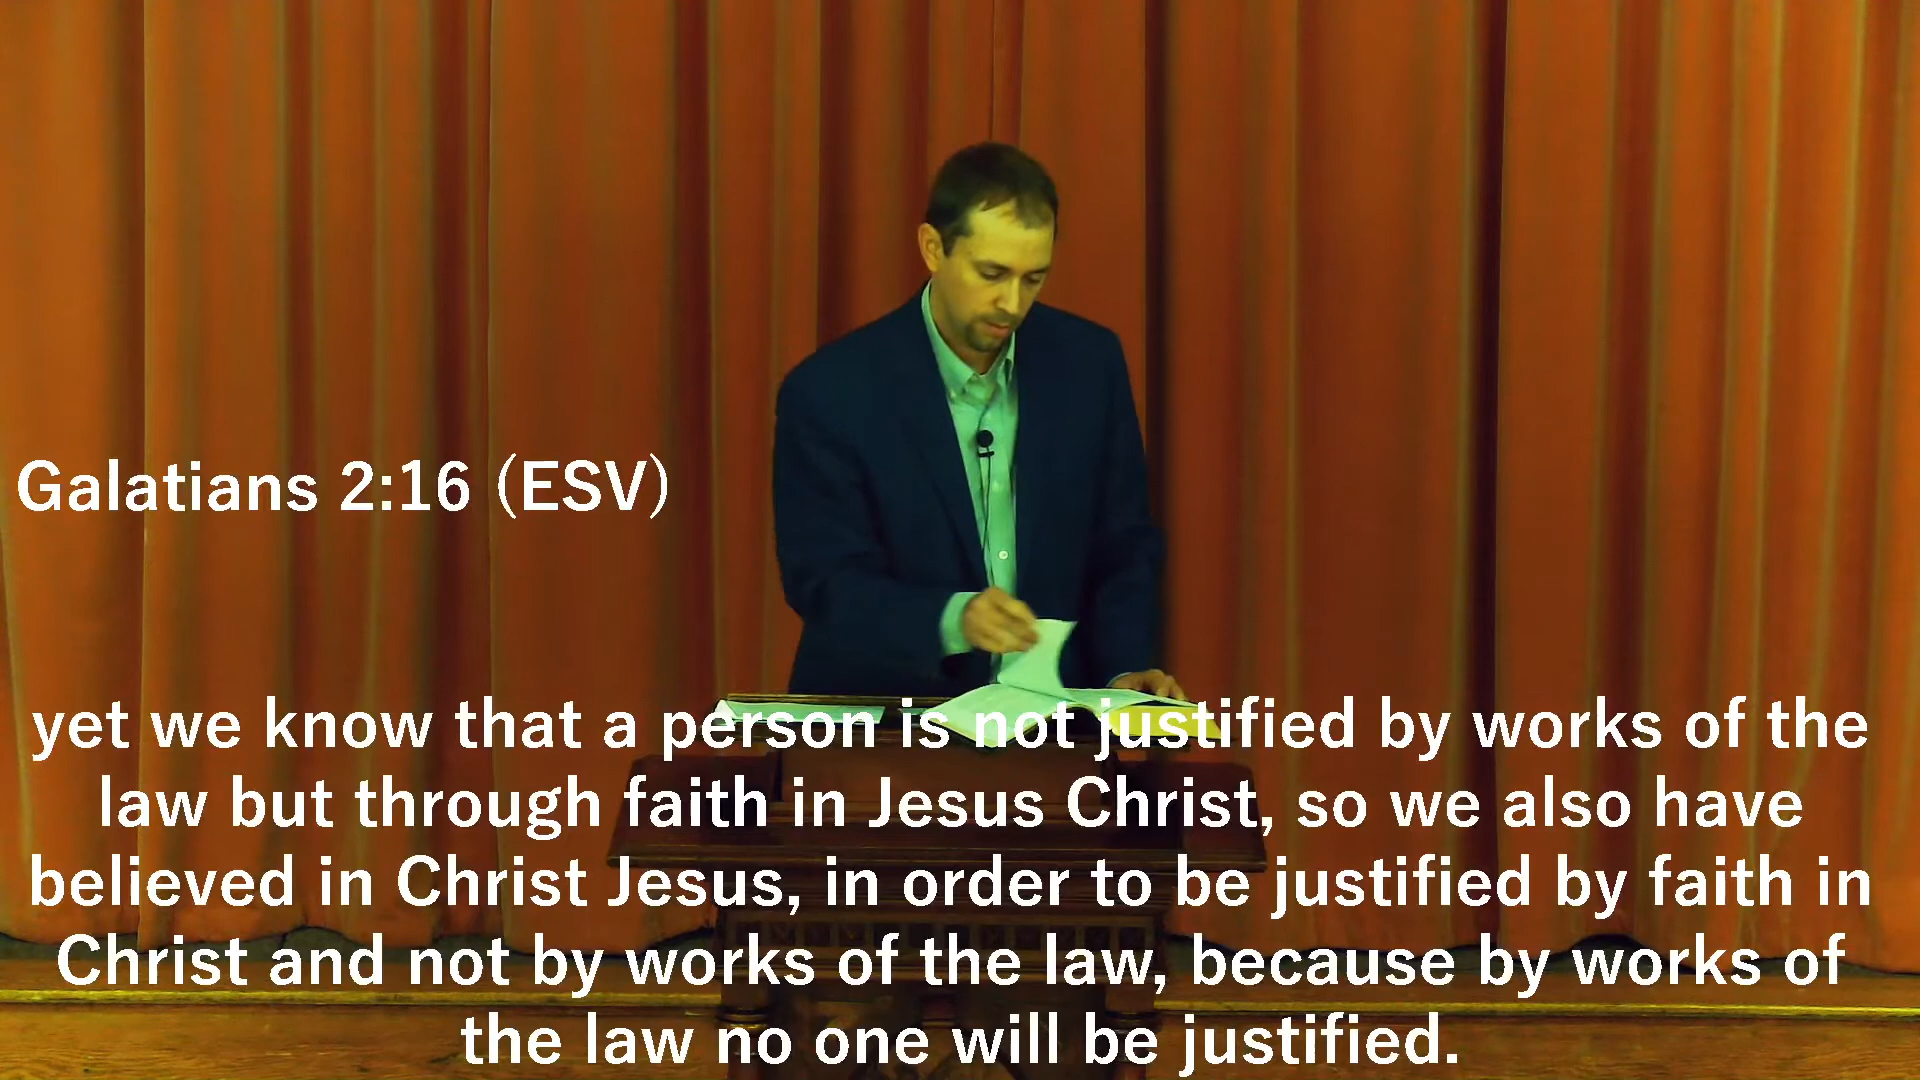 Galatians 2:16 (ESV)
yet we know that a person is not justified by works of the
law but through faith in Jesus Christ, so we also have
believed in Christ Jesus, in order to be justified by faith in
Christ and not by works of the law, because by works of
the law no one will be justified.